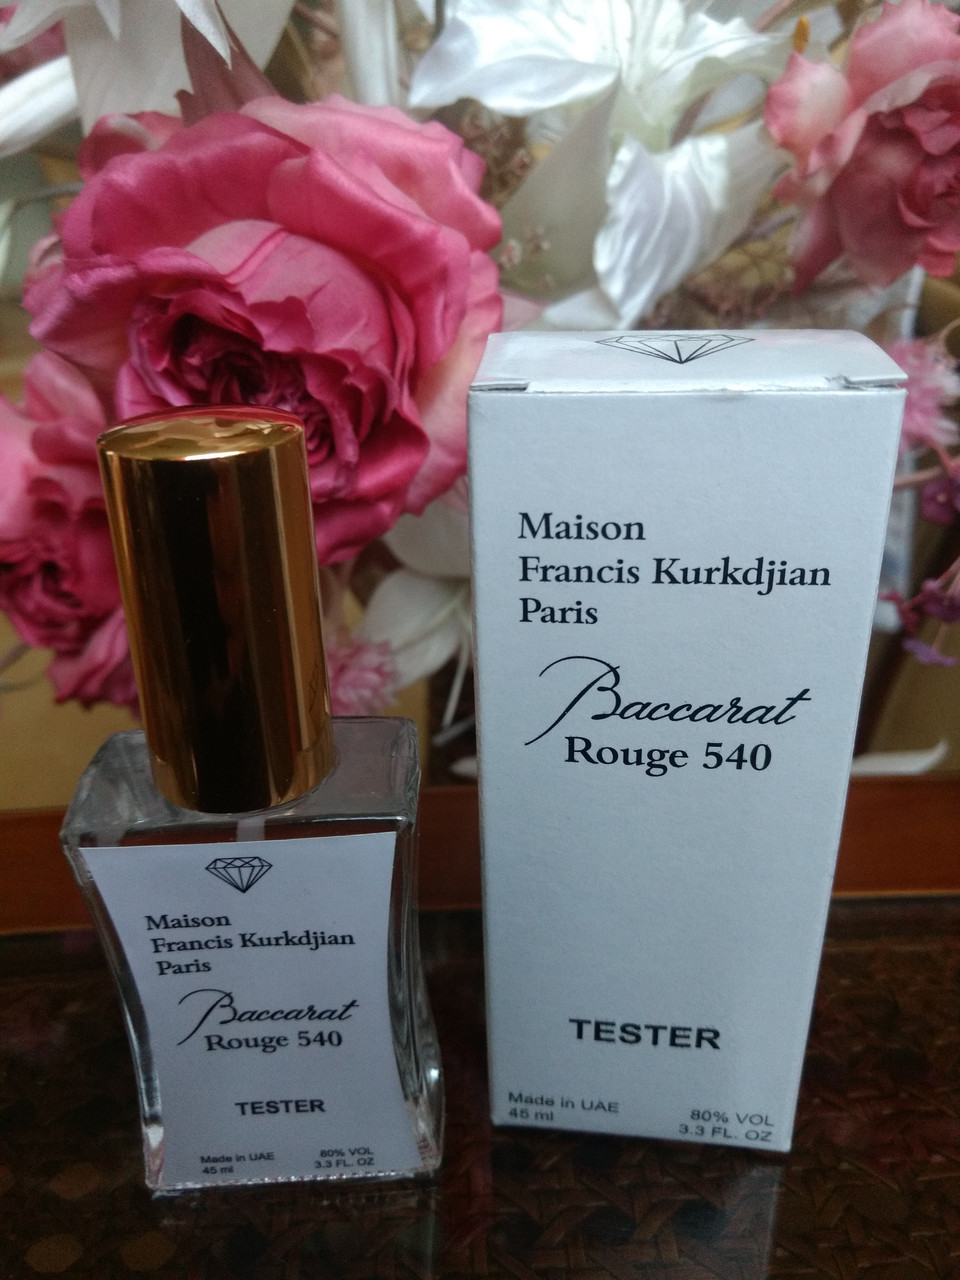 Maison
Francis Kurkdjian
Paris
Baccarat
Rouge 540
TESTER
Made in UAE
45 ml
80% VOL
3.3 FL. OZ
Maison
Francis Kurkdjian
Paris
Baccarat
Rouge 540
TESTER
Made in UAE
45 ml
80% VOL
3.3 FL. OZ